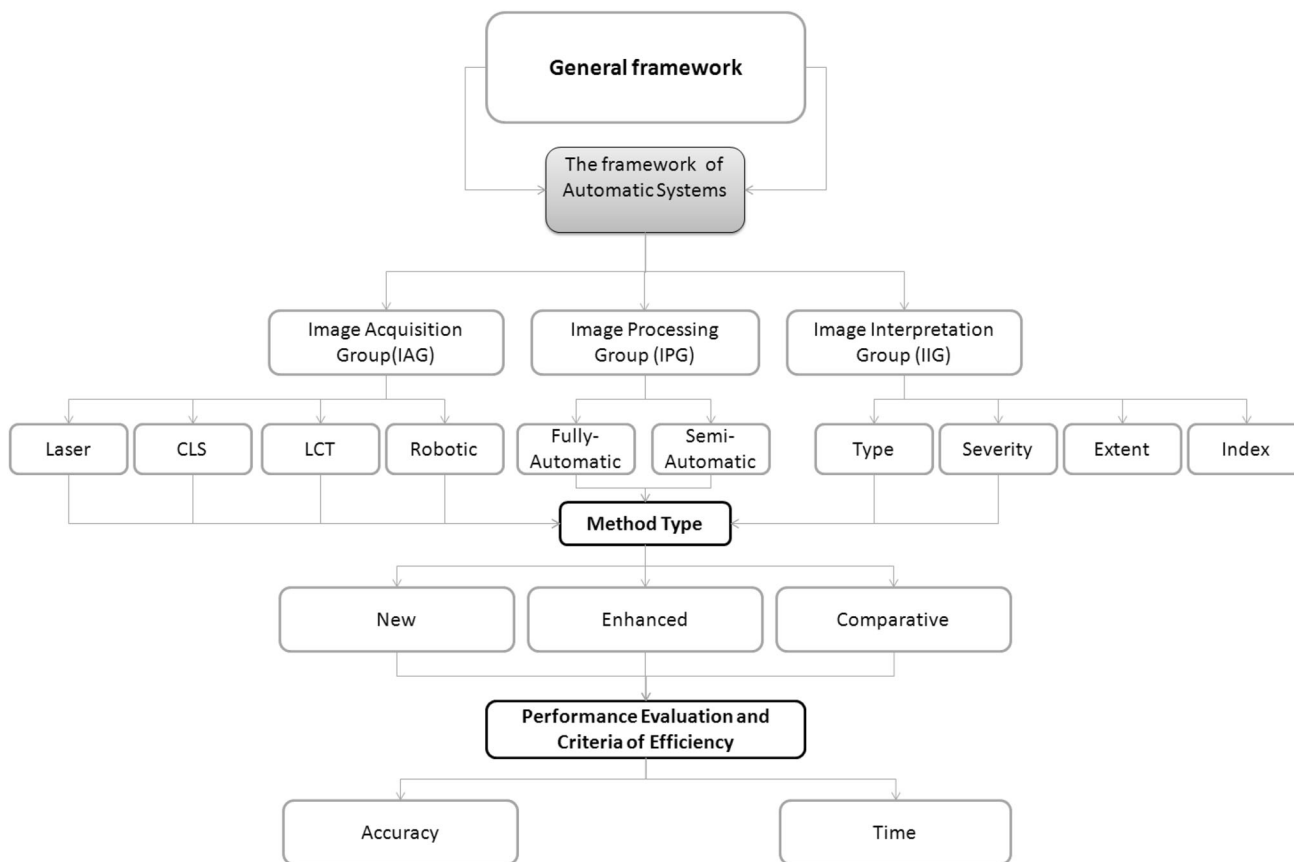 General framework
The framework of
Automatic Systems
Image Acquisition
Group(IAG)
Image Processing
Group (IPG)
Image Interpretation
Group (IIG)
Laser
CLS
LCT
Robotic
Fully-
Automatic
Semi-
Automatic
Type
Severity
Extent
Index
Method Type
New
Enhanced
Comparative
Performance Evaluation and
Criteria of Efficiency
Accuracy
Time